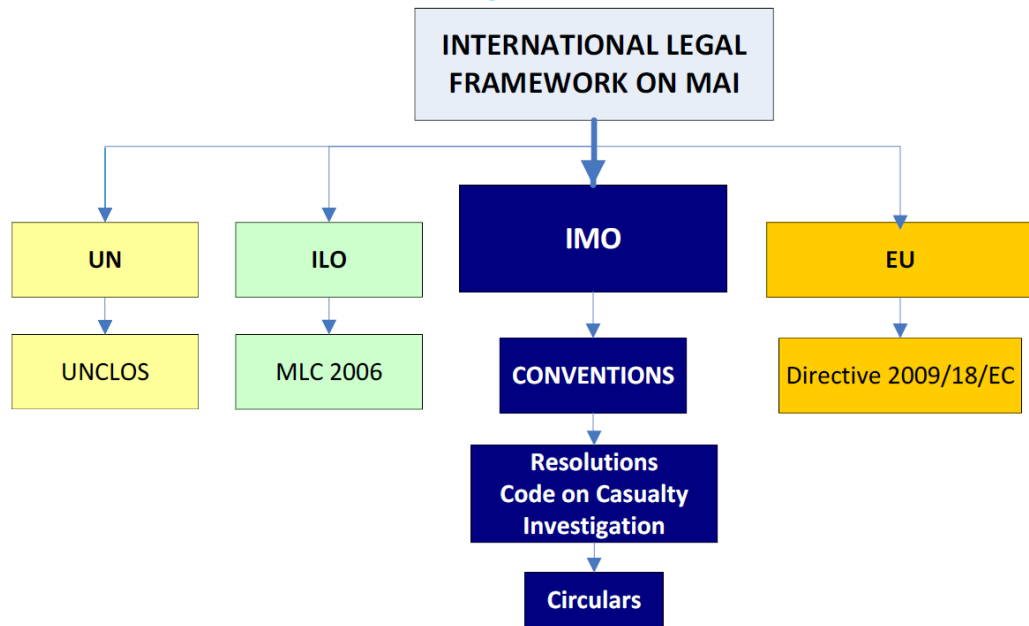 INTERNATIONAL LEGAL
FRAMEWORK ON MAI
UN
ILO
IMO
EU
UNCLOS
MLC 2006
CONVENTIONS
Directive 2009/18/EC
Resolutions
Code on Casualty
Investigation
Circulars